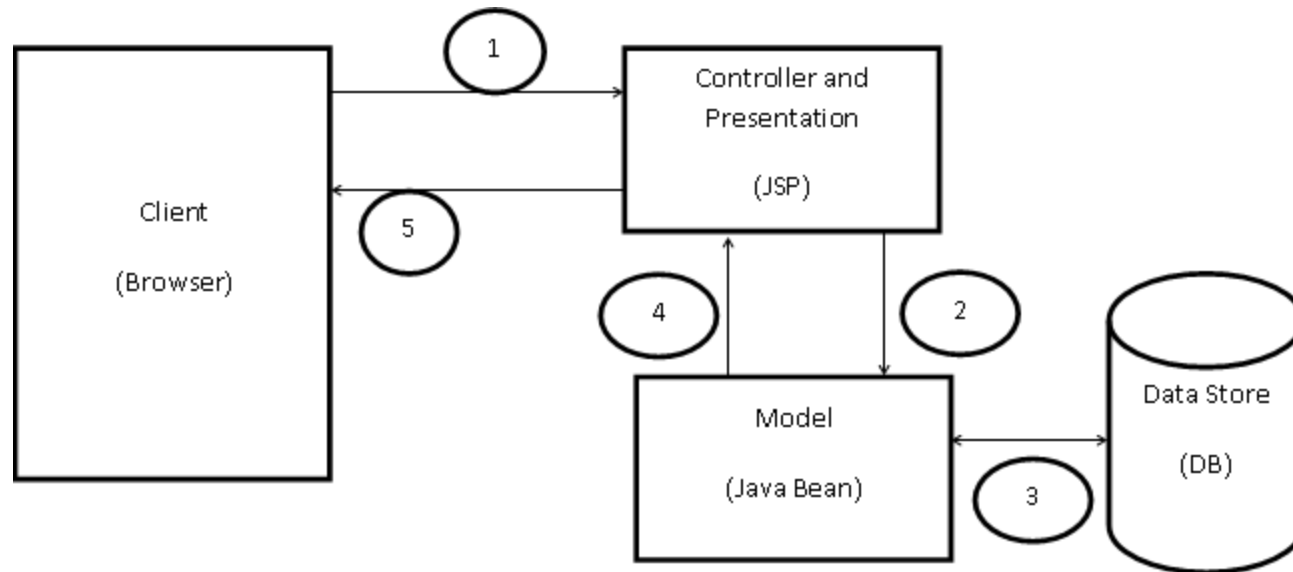 1
Controller and
Presentation
(JSP)
Client
(Browser)
5
4
2
Model
(Java Bean)
Data Store
(DB)
3